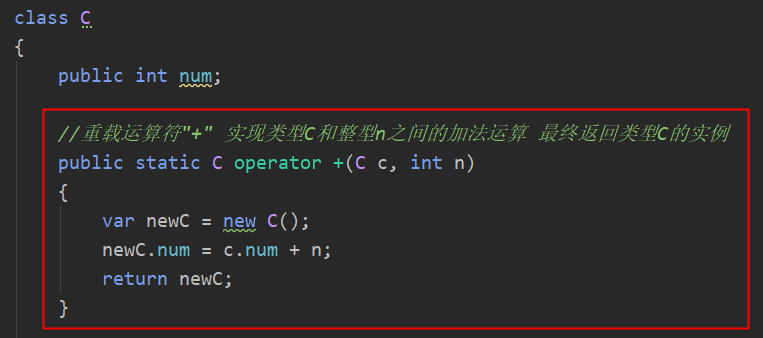 class C
{
public int num;
//重载运算符"+" 实现类型C和整型n之间的加法运算 最终返回类型C的实例
public static C operator +(C c, int n)
{
var newC = new C();
newC.num = c.num + n;
return newC;
}